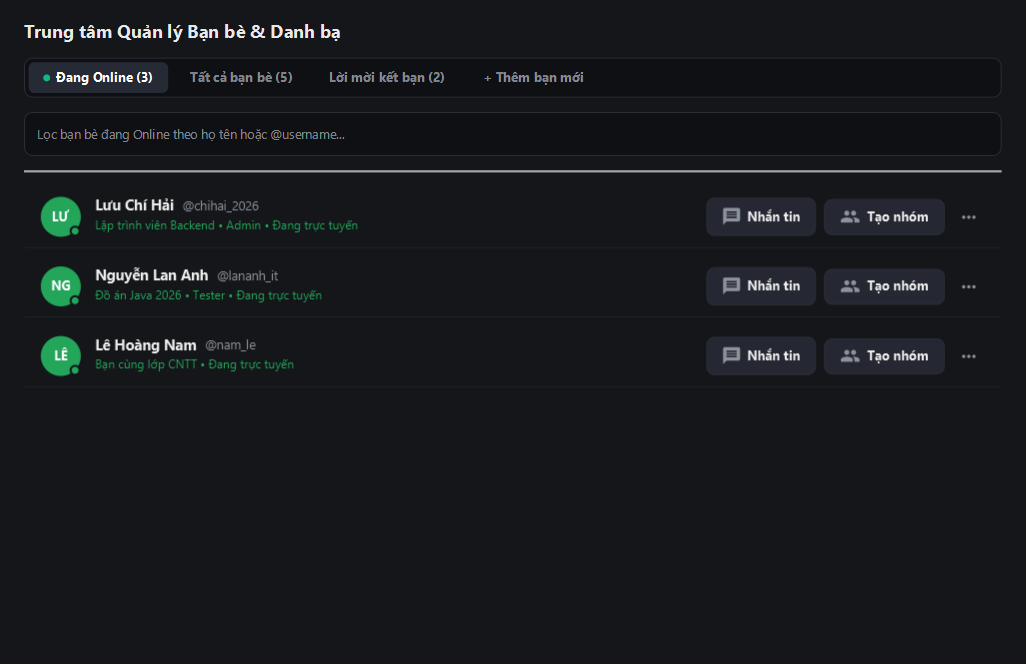 Trung tâm Quản lý Bạn bè & Danh bạ
● Đang Online (3) Tất cả bạn bè (5) Lời mời kết bạn (2) + Thêm bạn mới
Lọc bạn bè đang Online theo họ tên hoặc @username...
LƯ Lưu Chí Hải @chihai_2026
Lập trình viên Backend • Admin • Đang trực tuyến
Nhắn tin Tạo nhóm •••
NG Nguyễn Lan Anh @lananh_it
Đồ án Java 2026 • Tester • Đang trực tuyến
Nhắn tin Tạo nhóm •••
LÊ Lê Hoàng Nam @nam_le
Bạn cùng lớp CNTT • Đang trực tuyến
Nhắn tin Tạo nhóm •••